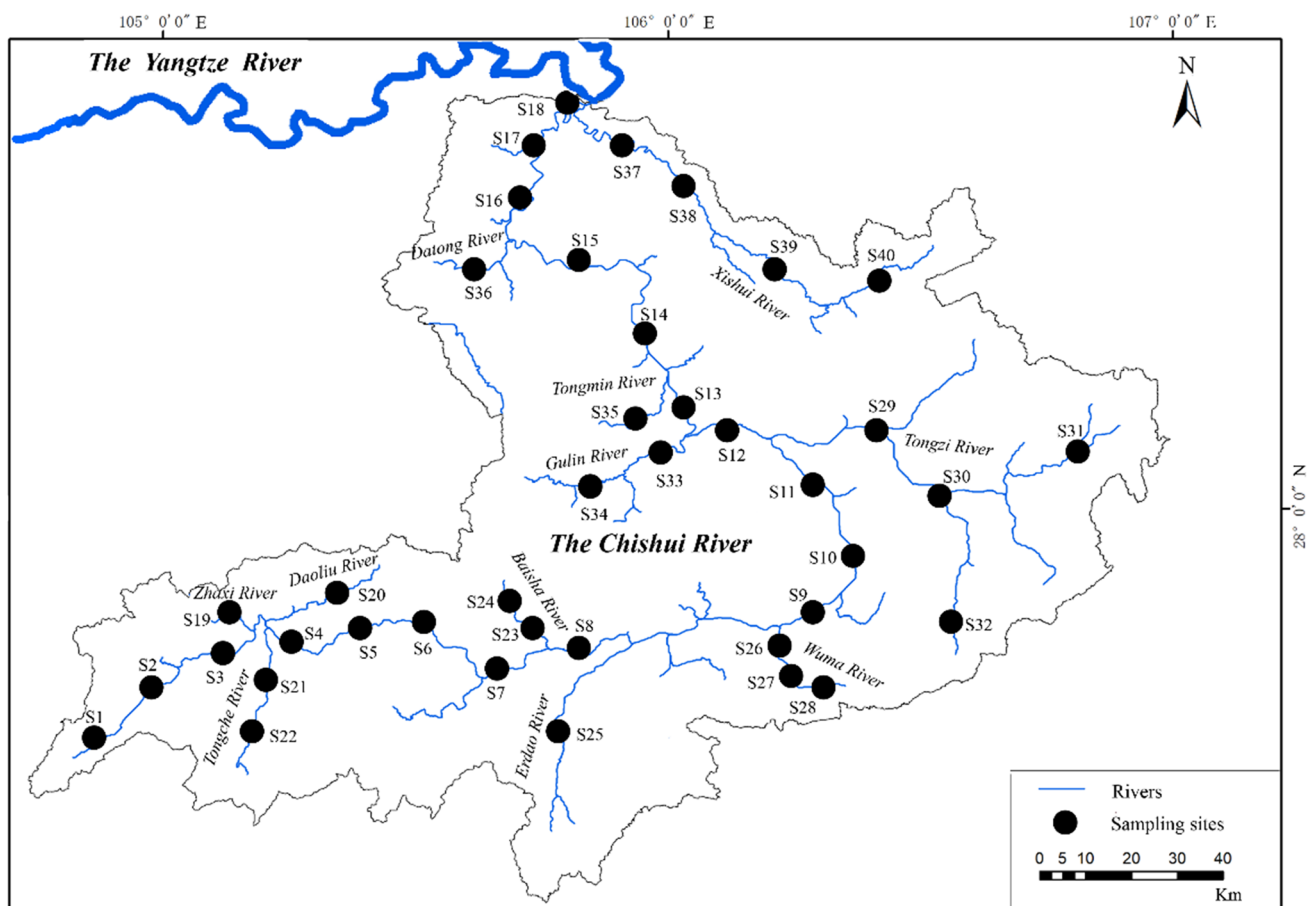 105° 0′ 0″ E
106° 0′ 0″ E
107° 0′ 0″ E
The Yangtze River
N
S18
S17
S37
S16
S38
Datong River
S15
S39
S40
S36
Xishui River
S14
Tongmin River
S13
S35
S29
S12
Tongzi River
S31
Gulin River
S33
S30
S11
S34
28° 0′ 0″ N
The Chishui River
S10
Daoliu River
Baisha River
Zhaxi River
S20
S24
S19
S9
S4
S5
S6
S23
S8
S32
S3
S26
Wuma River
S2
S21
S7
S27
S28
S1
Tongche River
S22
Erdao River
S25
Rivers
Sampling sites
0 5 10 20 30 40
Km